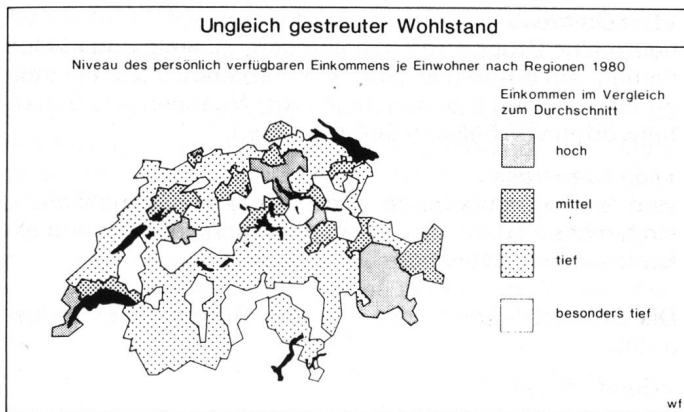 Ungleich gestreuter Wohlstand
Niveau des persönlich verfügbaren Einkommens je Einwohner nach Regionen 1980
Einkommen im Vergleich
zum Durchschnitt
hoch
mittel
tief
besonders tief
wf